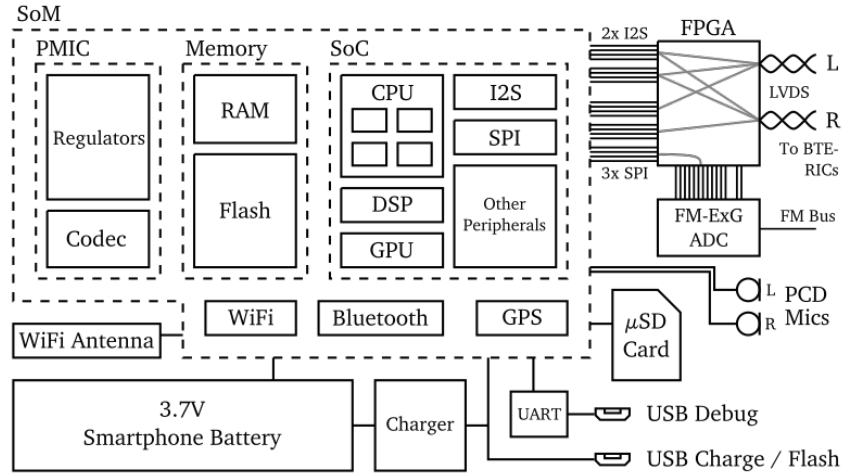 SoM
PMIC
Regulators
Codec
Memory
RAM
Flash
SoC
CPU
DSP
GPU
I2S
SPI
Other
Peripherals
WiFi
Bluetooth
GPS
2x I2S
3x SPI
FPGA
L
LVDS
R
To BTE-
RICs
FM-ExG
ADC
FM Bus
L
R
PCD
Mics
μSD
Card
WiFi Antenna
3.7V
Smartphone Battery
Charger
UART
USB Debug
USB Charge / Flash